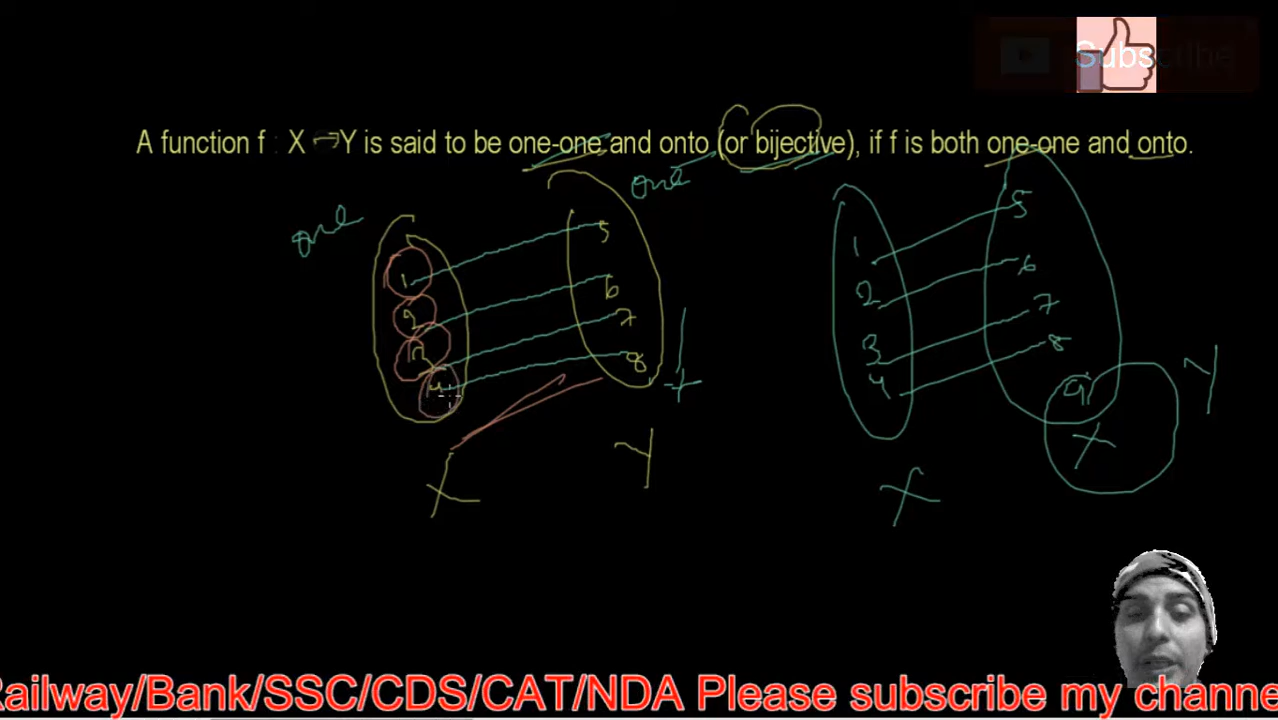 Subscribe
A function f : X → Y is said to be one-one and onto (or bijective), if f is both one-one and onto.
one
one
1
2
3
4
5
6
7
8
X
Y
1
2
3
4
5
6
7
8
9
X
X
Y
Railway/Bank/SSC/CDS/CAT/NDA Please subscribe my channe